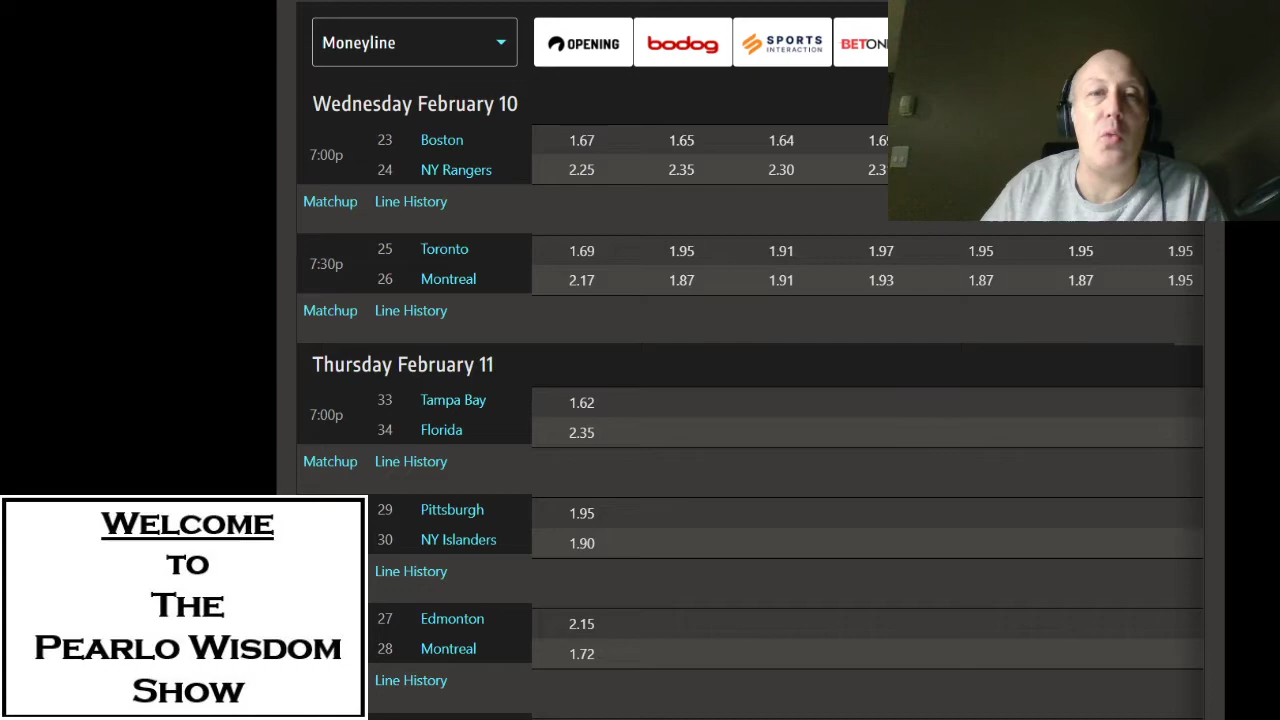 Moneyline OPENING bodog SPORTS INTERACTION BETON
Wednesday February 10
7:00p
23 Boston 1.67 1.65 1.64
24 NY Rangers 2.25 2.35 2.30
Matchup Line History
7:30p
25 Toronto 1.69 1.95 1.91 1.97 1.95 1.95 1.95
26 Montreal 2.17 1.87 1.91 1.93 1.87 1.87 1.95
Matchup Line History
Thursday February 11
7:00p
33 Tampa Bay 1.62
34 Florida 2.35
Matchup Line History
29 Pittsburgh 1.95
30 NY Islanders 1.90
Line History
27 Edmonton 2.15
28 Montreal 1.72
Line History
Welcome
to
The
Pearlo Wisdom
Show